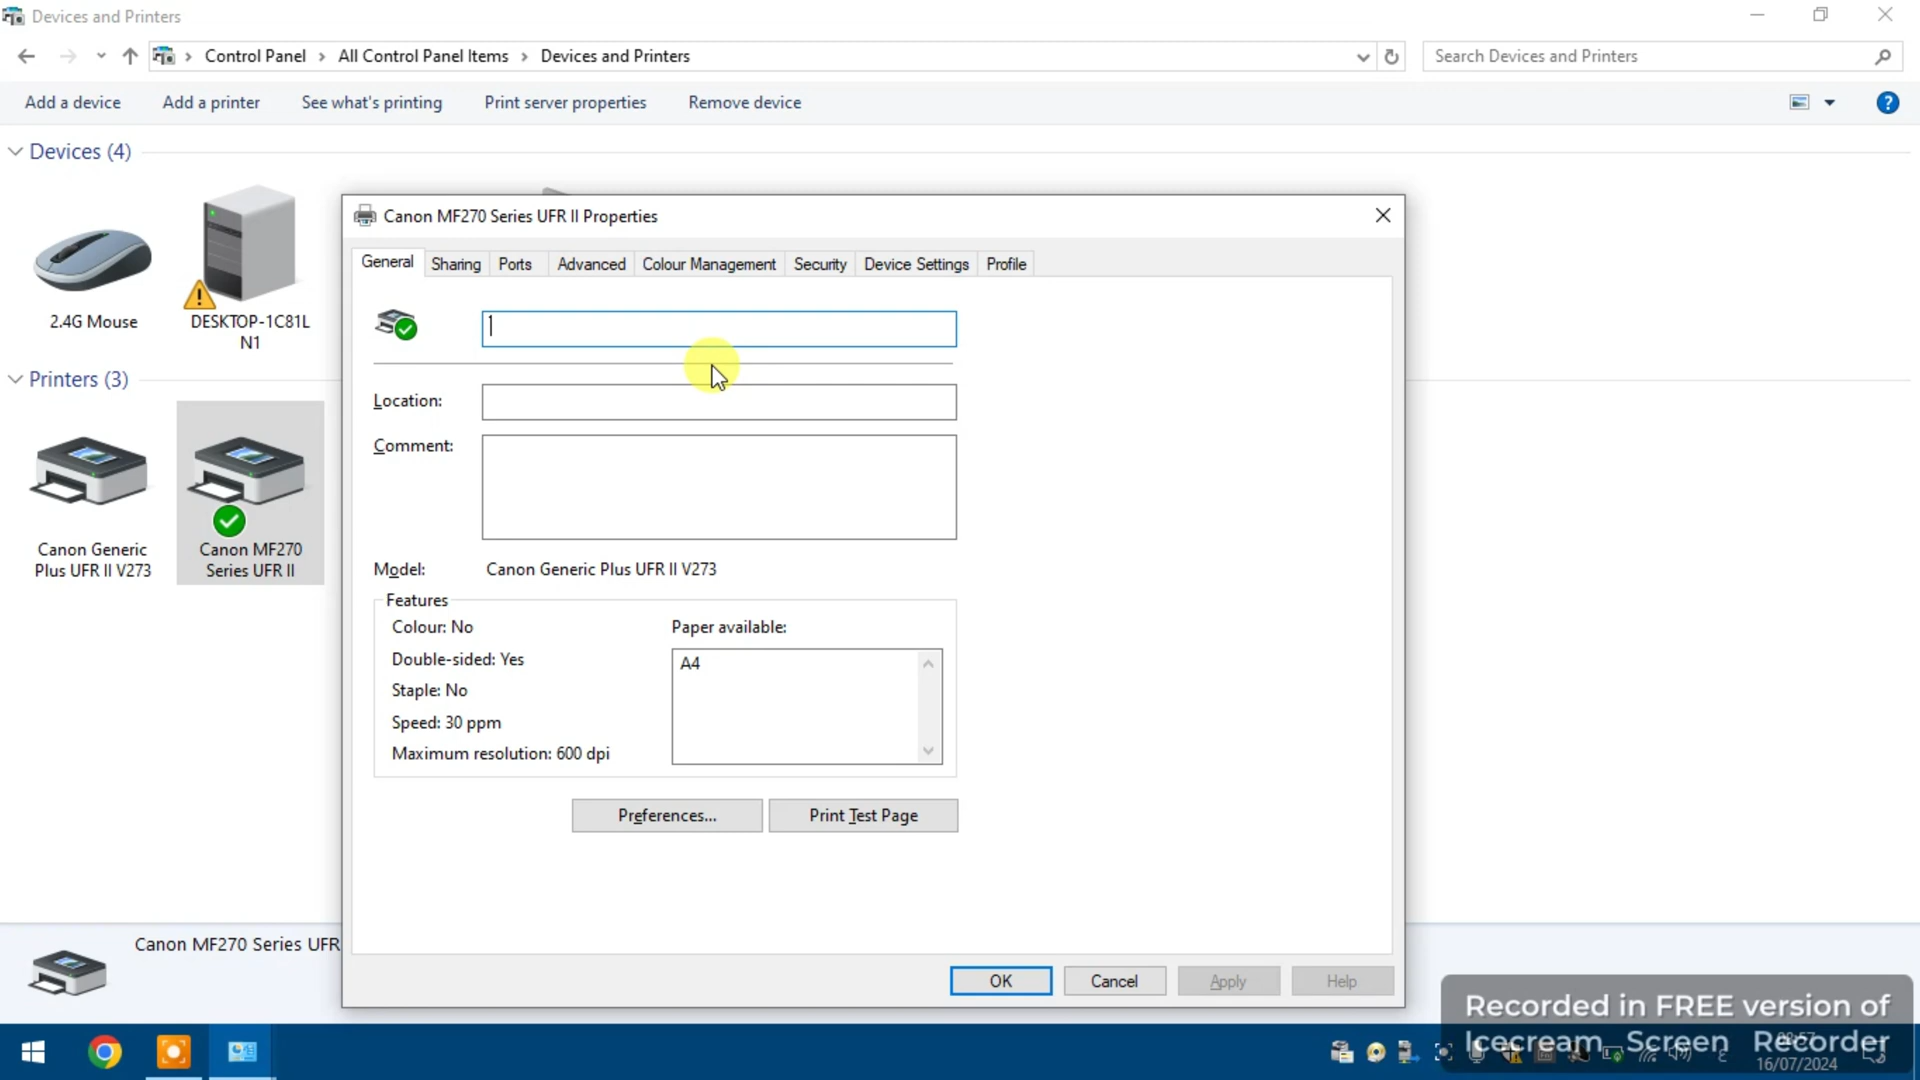 Devices and Printers
Control Panel
All Control Panel Items
Devices and Printers
Search Devices and Printers
Add a device
Add a printer
See what's printing
Print server properties
Remove device
?
Devices (4)
2.4G Mouse
DESKTOP-1C81L
N1
Printers (3)
Canon Generic
Plus UFR II V273
Canon MF270
Series UFR II
Canon MF270 Series UFR II Properties
General
Sharing
Ports
Advanced
Colour Management
Security
Device Settings
Profile
Location:
Comment:
Model:
Canon Generic Plus UFR II V273
Features
Colour: No
Paper available:
Double-sided: Yes
A4
Staple: No
Speed: 30 ppm
Maximum resolution: 600 dpi
Preferences...
Print Test Page
OK
Cancel
Apply
Help
Canon MF270 Series UFR
Recorded in FREE version of
Icecream Screen Recorder
16/07/2024